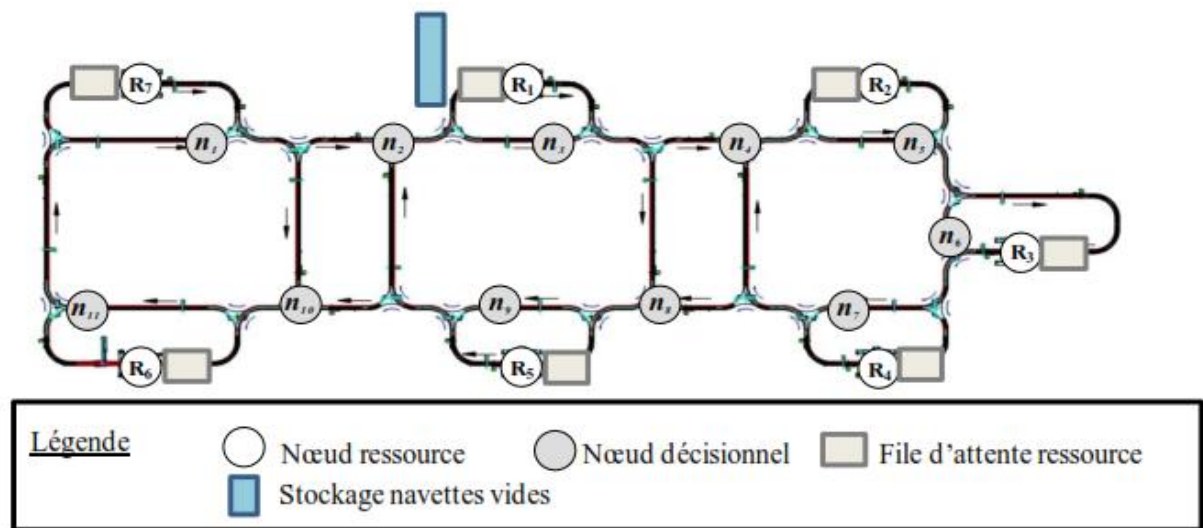 R7
R1
R2
n1
n2
n3
n4
n5
n6
R3
n11
n10
n9
n8
n7
R6
R5
R4
Légende
Nœud ressource
Nœud décisionnel
File d’attente ressource
Stockage navettes vides